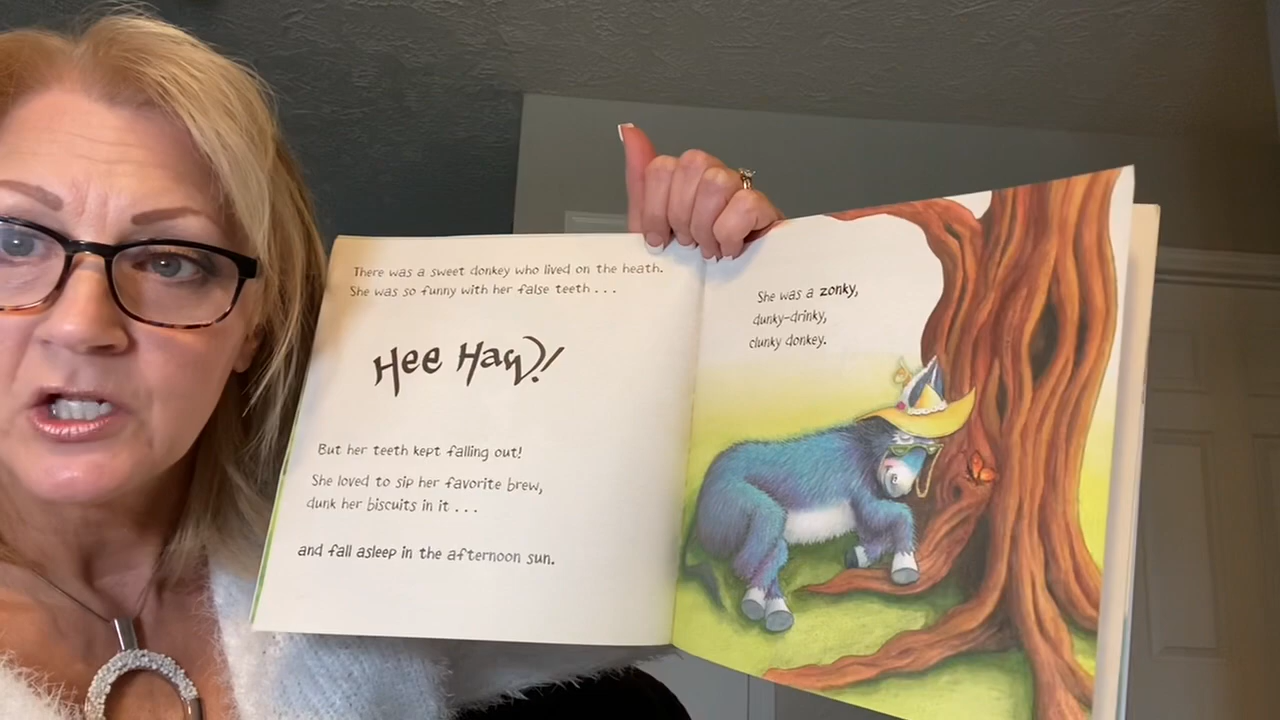 There was a sweet donkey who lived on the heath.
She was so funny with her false teeth . . .
Hee Haw!
But her teeth kept falling out!
She loved to sip her favorite brew,
dunk her biscuits in it . . .
and fall asleep in the afternoon sun.
She was a zonky,
dunky-drinky,
clunky donkey.